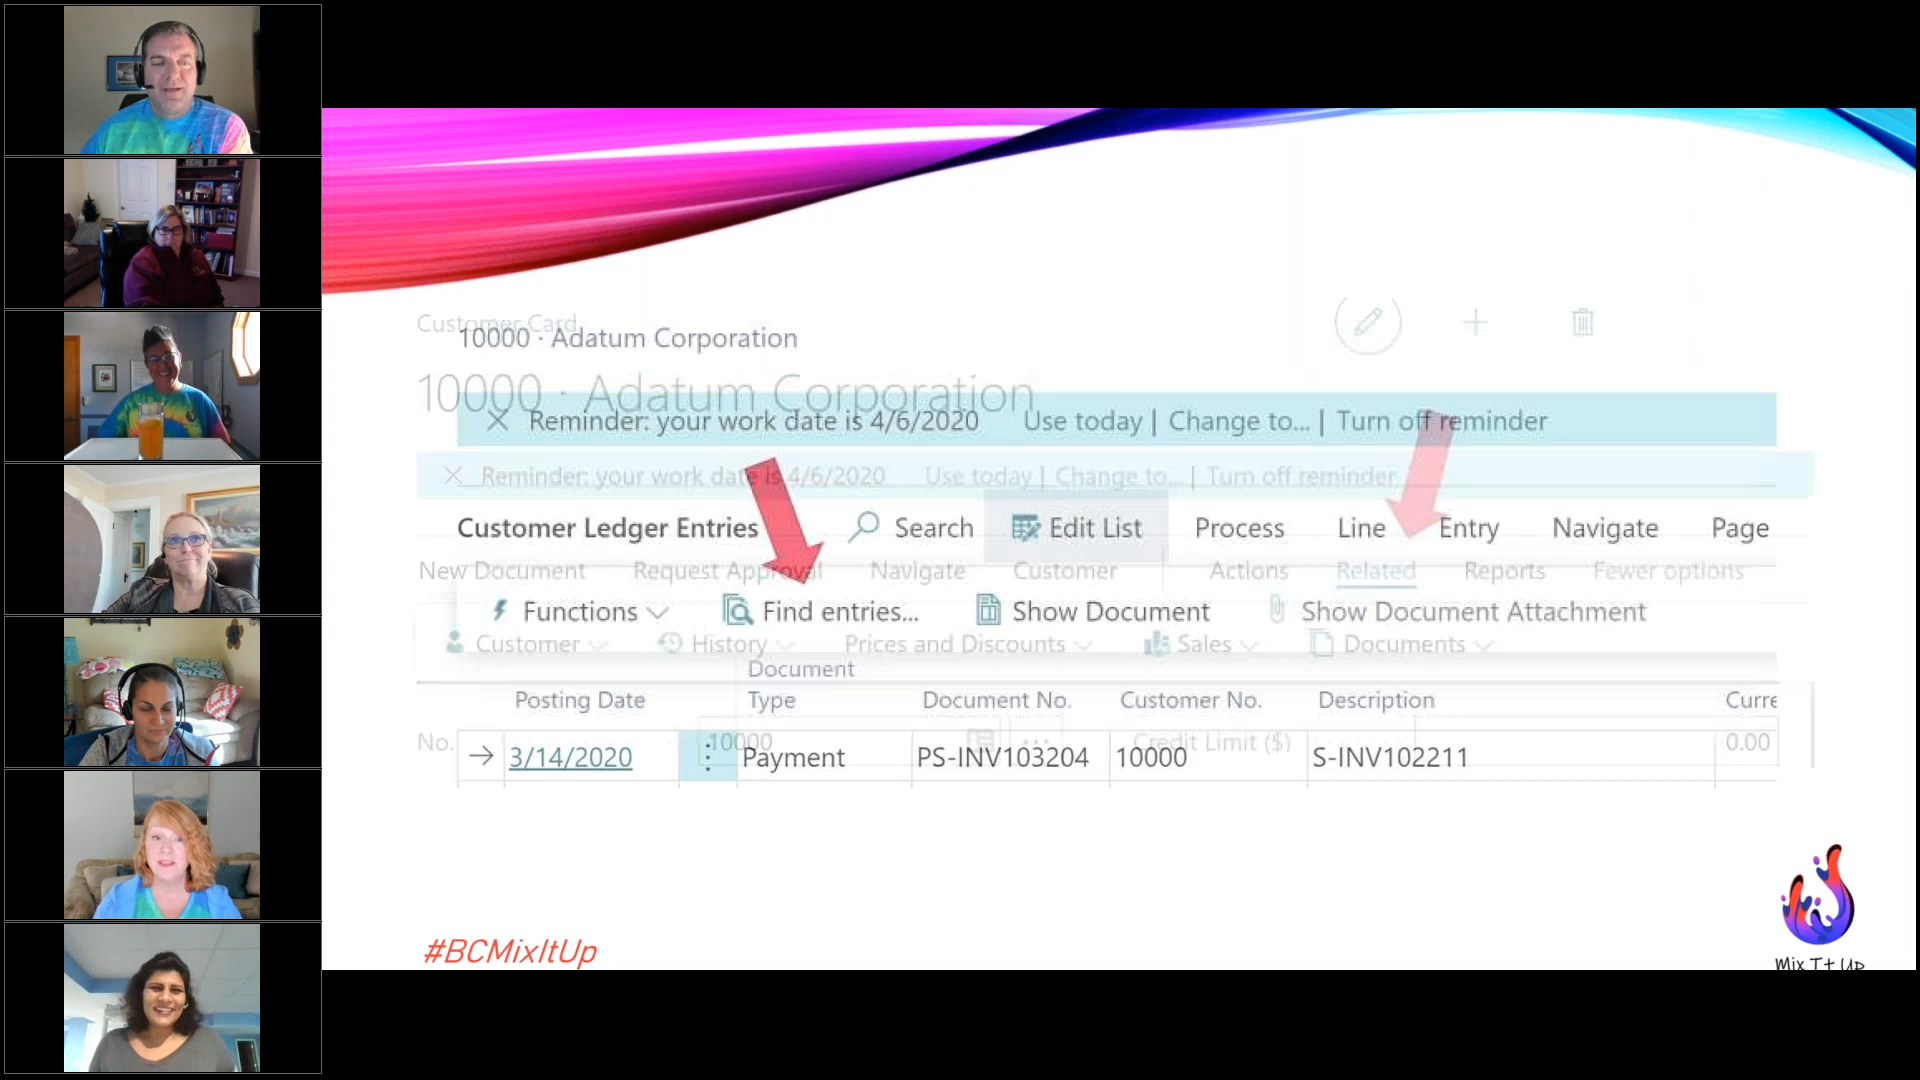 Customer Card
10000 · Adatum Corporation
10000 · Adatum Corporation
Reminder: your work date is 4/6/2020 Use today | Change to... | Turn off reminder
Reminder: your work date is 4/6/2020 Use today | Change to... | Turn off reminder
Customer Ledger Entries Search Edit List Process Line Entry Navigate Page
New Document Request Approval Navigate Customer Actions Related Reports Fewer options
Functions Find entries... Show Document Show Document Attachment
Customer History Prices and Discounts Sales Documents
Document
Posting Date Type Document No. Customer No. Description Curre
No. 10000 Credit Limit ($) 0.00
3/14/2020 Payment PS-INV103204 10000 S-INV102211
#BCMixItUp
Mix It Up